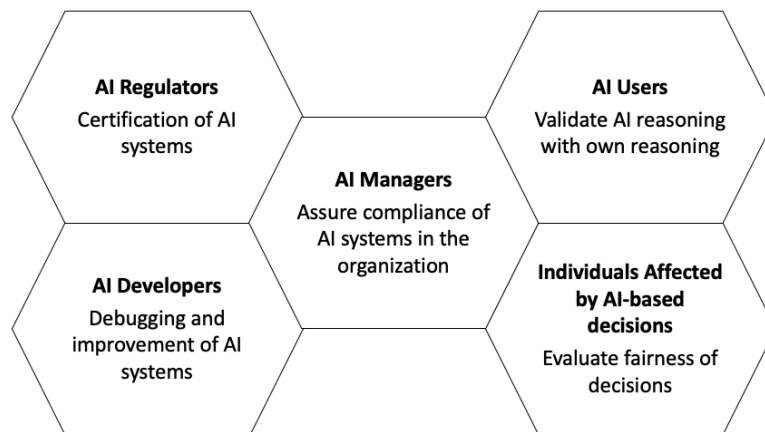 AI Regulators
Certification of AI
systems
AI Users
Validate AI reasoning
with own reasoning
AI Managers
Assure compliance of
AI systems in the
organization
AI Developers
Debugging and
improvement of AI
systems
Individuals Affected
by AI-based
decisions
Evaluate fairness of
decisions